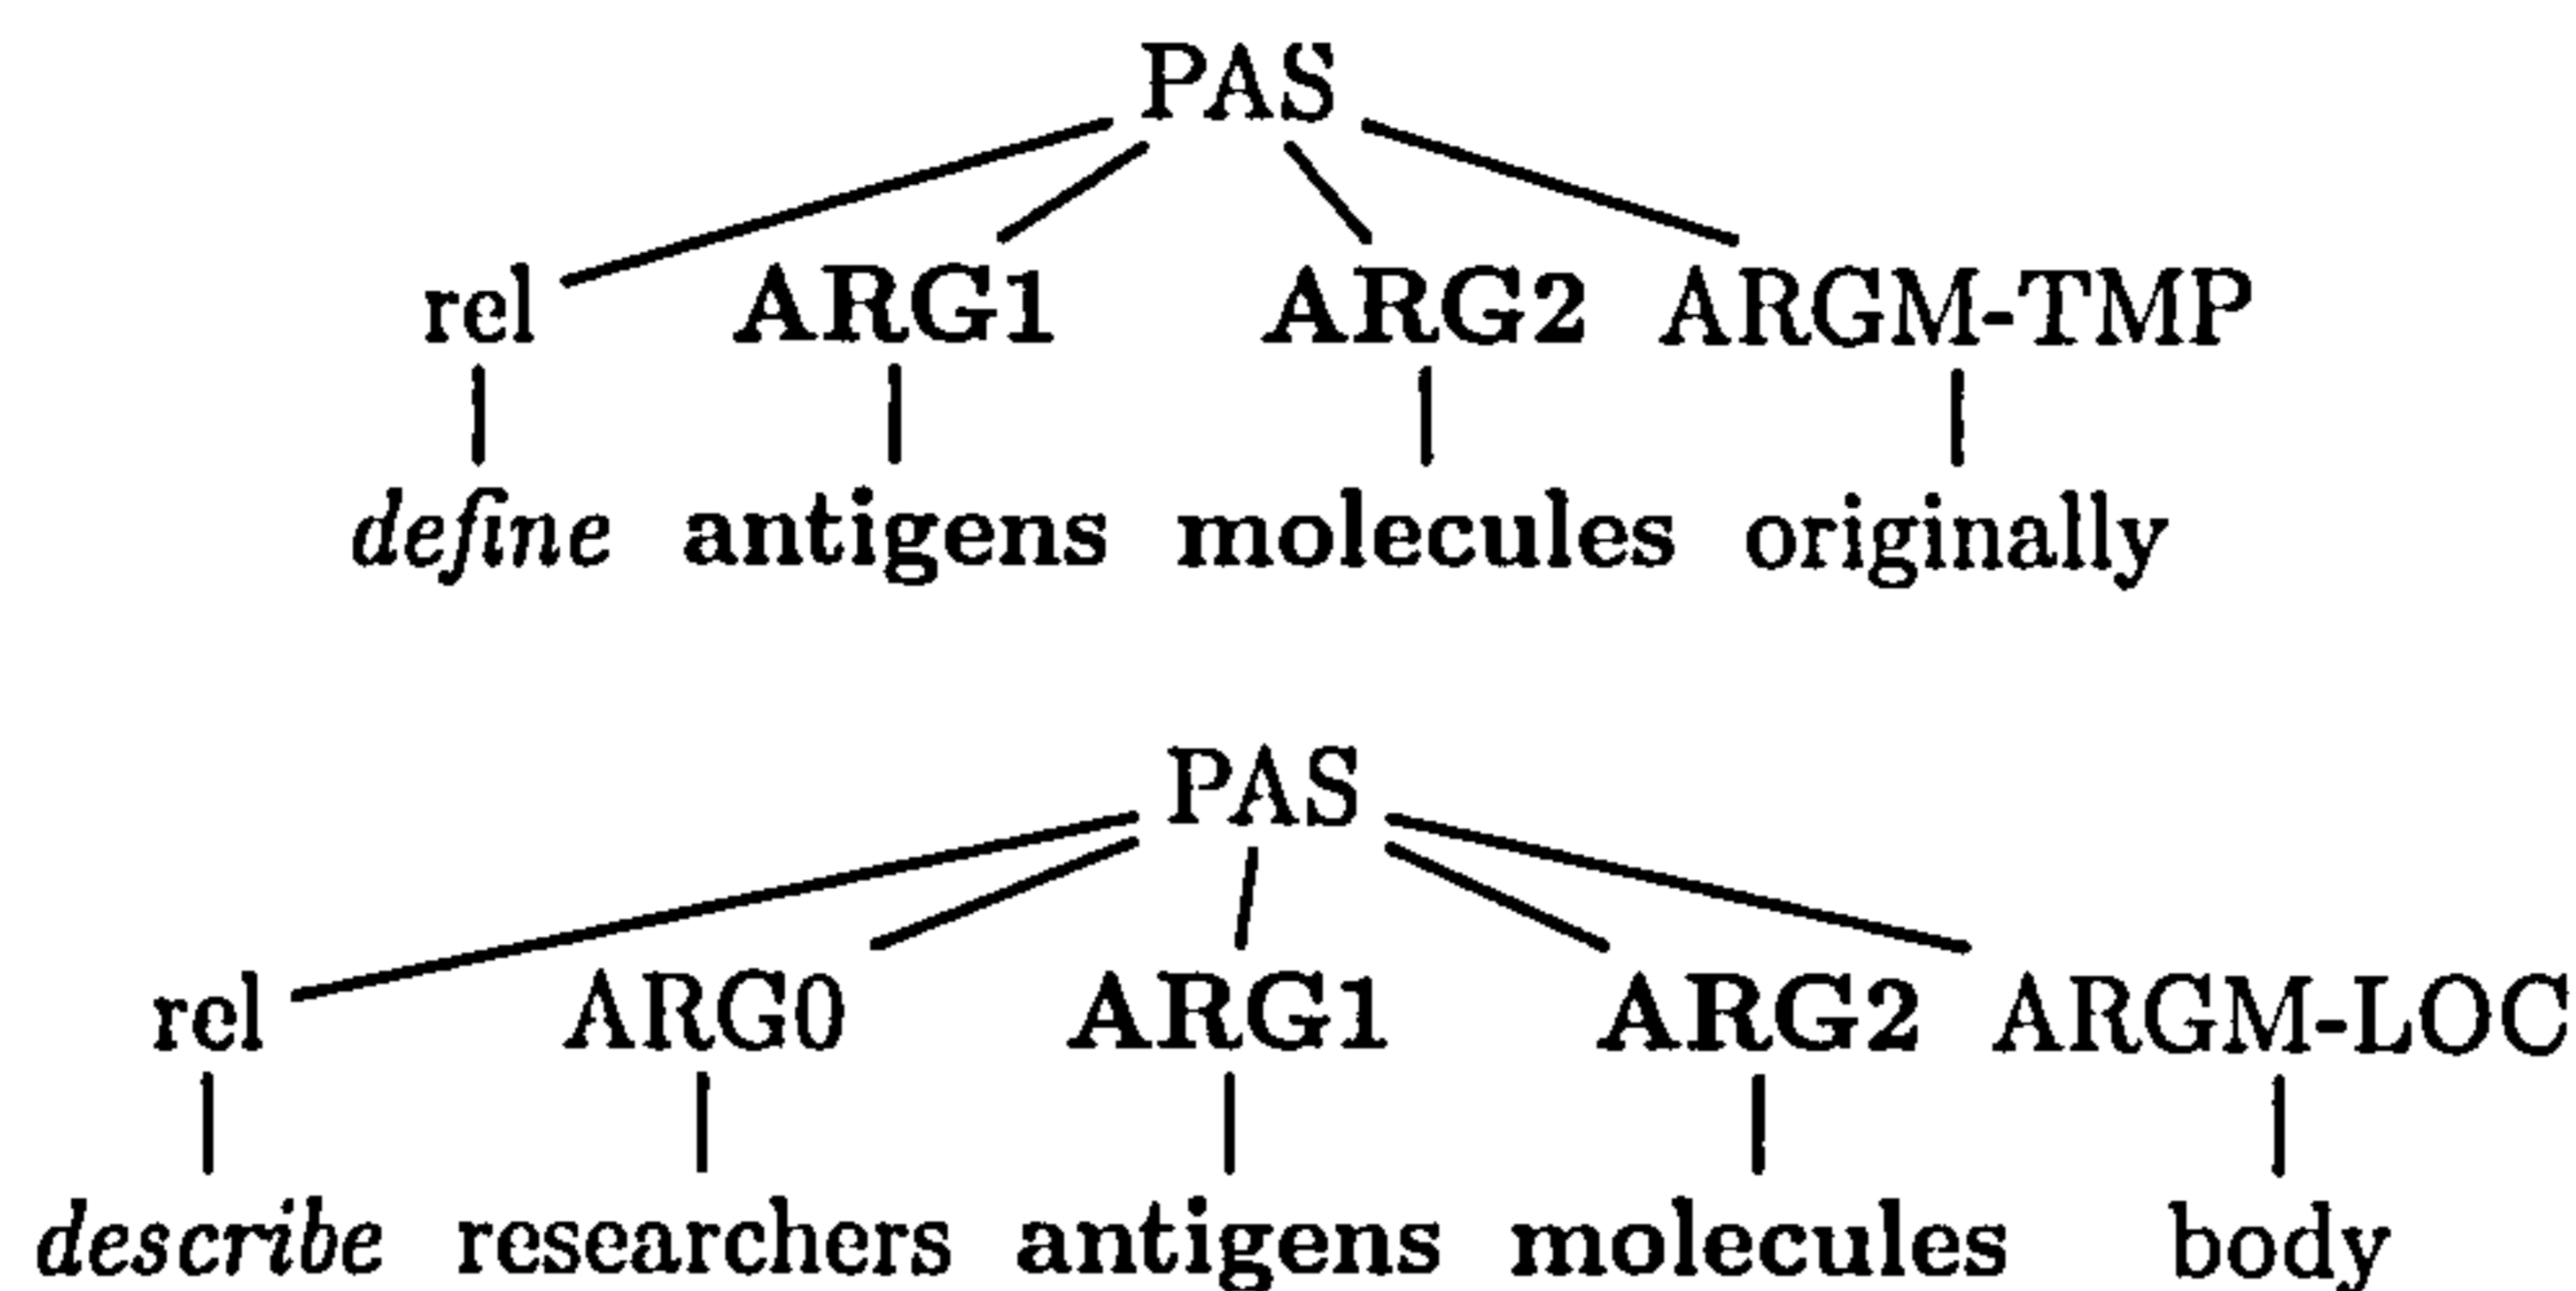 PAS
rel ARG1 ARG2 ARGM-TMP
define antigens molecules originally
PAS
rel ARG0 ARG1 ARG2 ARGM-LOC
describe researchers antigens molecules body